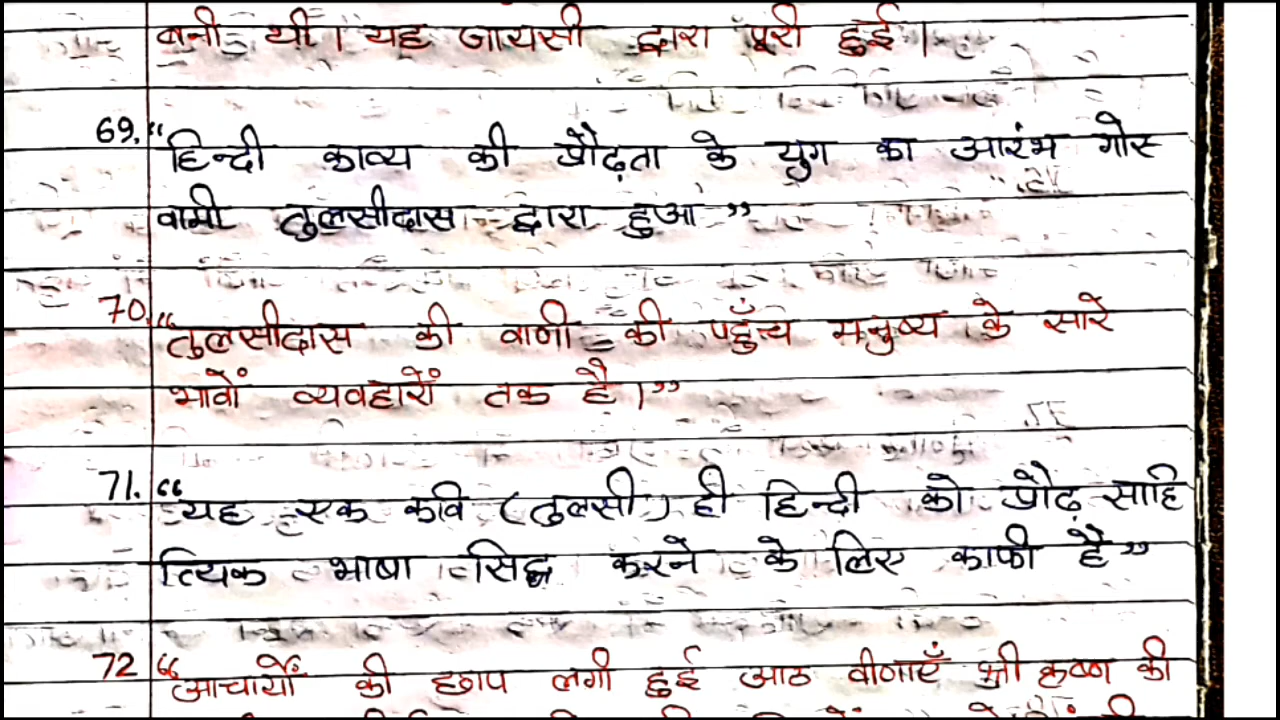 बनी थी। यह जायसी द्वारा पूरी हुई।
69. “हिन्दी काव्य की प्रौढ़ता के युग का आरंभ गोस
वामी तुलसीदास द्वारा हुआ”
70. “तुलसीदास की वाणी की पहुँच मनुष्य के सारे
भावों व्यवहारों तक है।”
71. “यह एक कवि (तुलसी) ही हिन्दी को प्रौढ़ साहि
त्यिक भाषा सिद्ध करने के लिए काफी है”
72 “आचार्यों की छाप लगी हुई आठ वीणाएँ श्री कृष्ण की